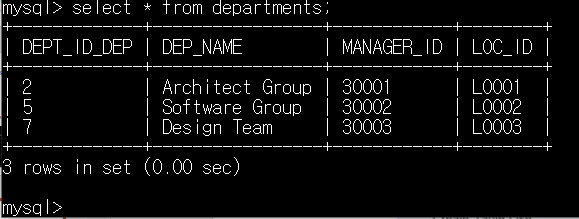 mysql> select * from departments;
+-------------+-----------------+------------+--------+
| DEPT_ID_DEP | DEP_NAME | MANAGER_ID | LOC_ID |
+-------------+-----------------+------------+--------+
| 2 | Architect Group | 30001 | L0001 |
| 5 | Software Group | 30002 | L0002 |
| 7 | Design Team | 30003 | L0003 |
+-------------+-----------------+------------+--------+
3 rows in set (0.00 sec)
mysql>